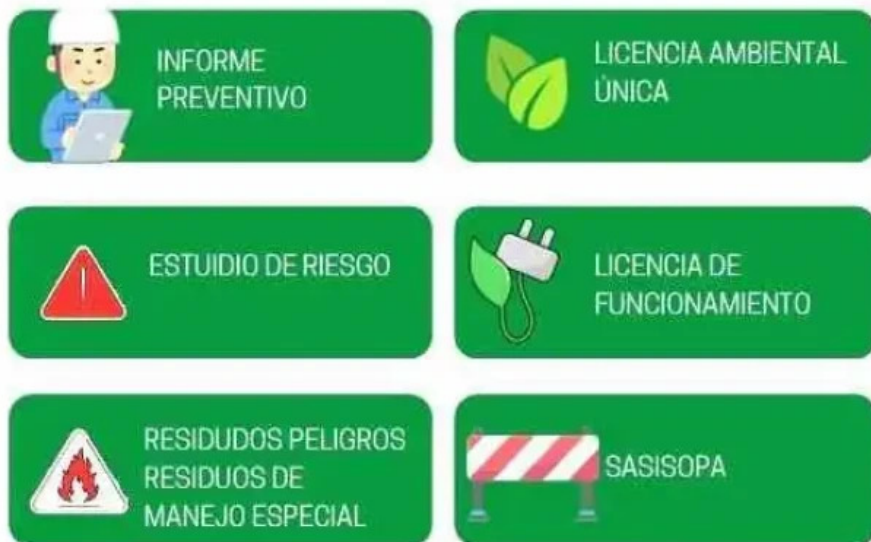 INFORME
PREVENTIVO
LICENCIA AMBIENTAL
ÚNICA
ESTUIDIO DE RIESGO
LICENCIA DE
FUNCIONAMIENTO
RESIDUDOS PELIGROS
RESIDUOS DE
MANEJO ESPECIAL
SASISOPA